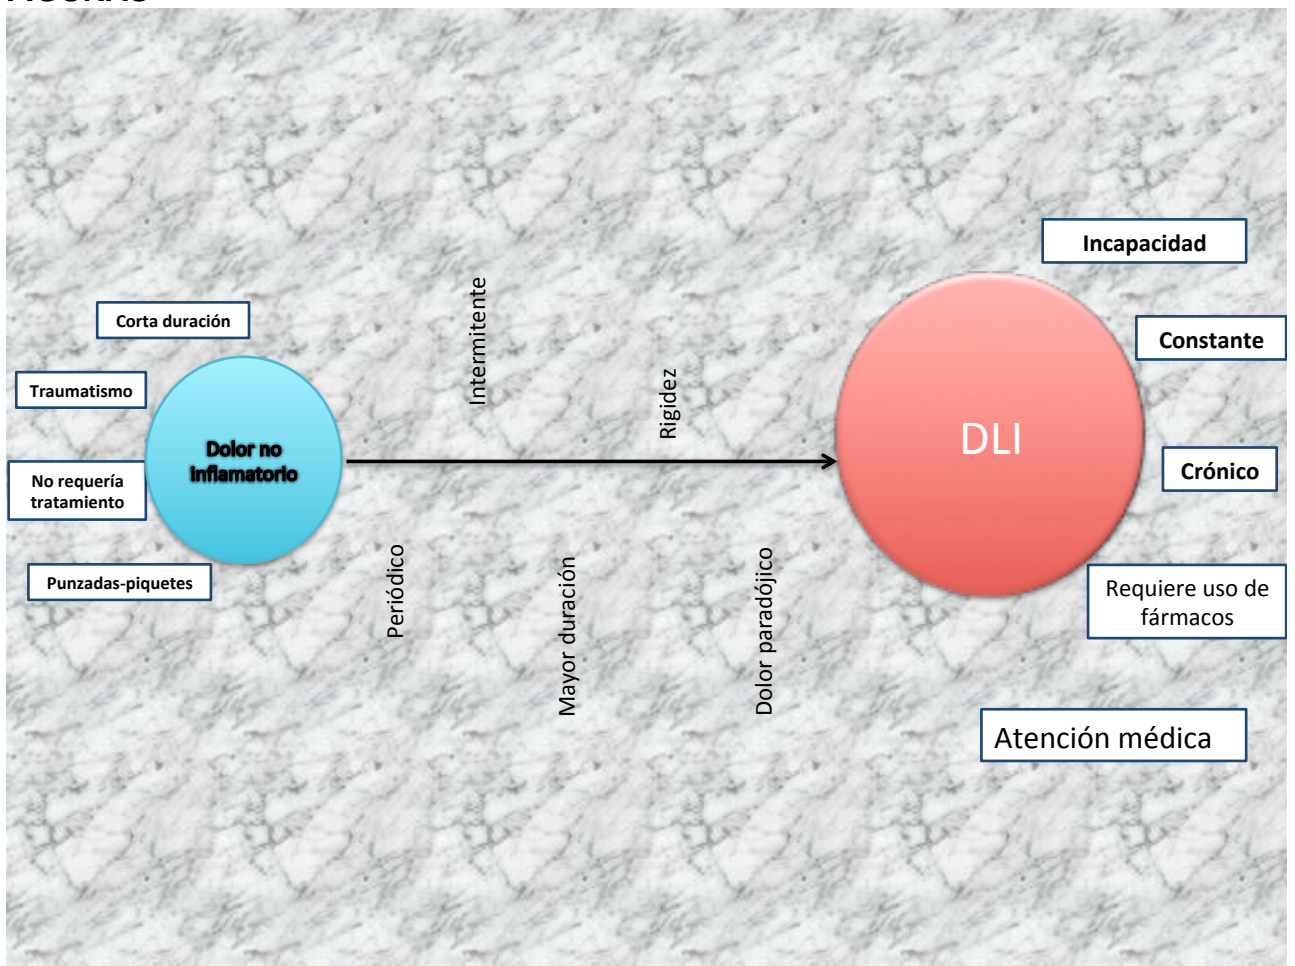 FIGURAS
Incapacidad
Constante
Crónico
Requiere uso de
fármacos
Atención médica
DLI
Corta duración
Traumatismo
No requería
tratamiento
Punzadas-piquetes
Dolor no
inflamatorio
Periódico
Intermitente
Mayor duración
Rigidez
Dolor paradójico